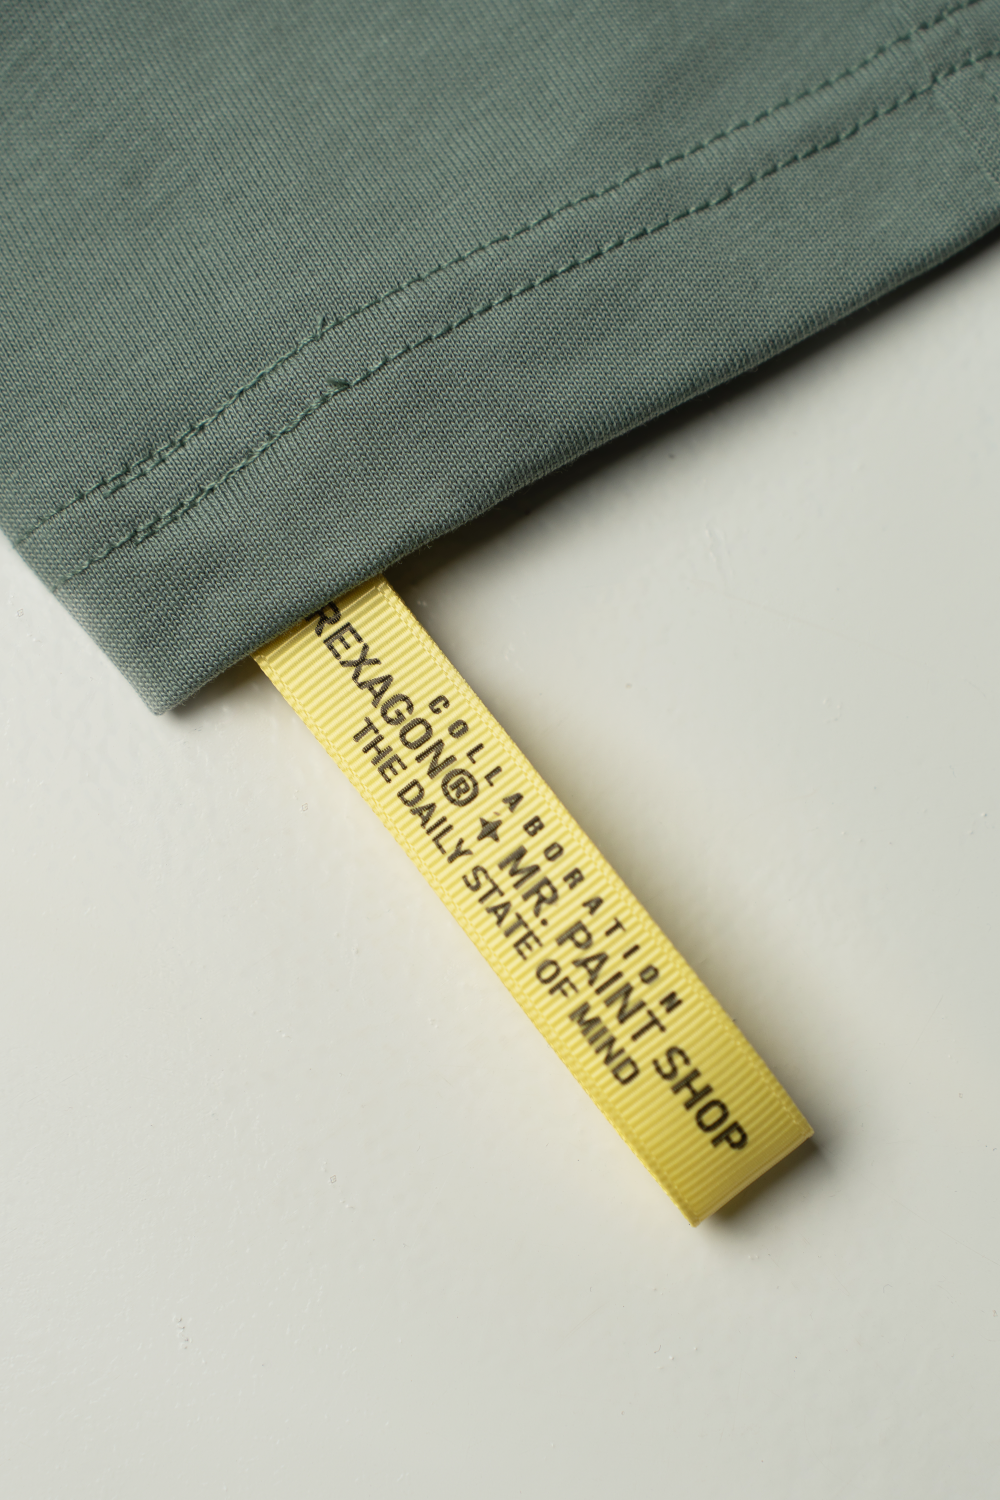 COLLABORATION
REXAGON® ✦ MR. PAINT SHOP
THE DAILY STATE OF MIND